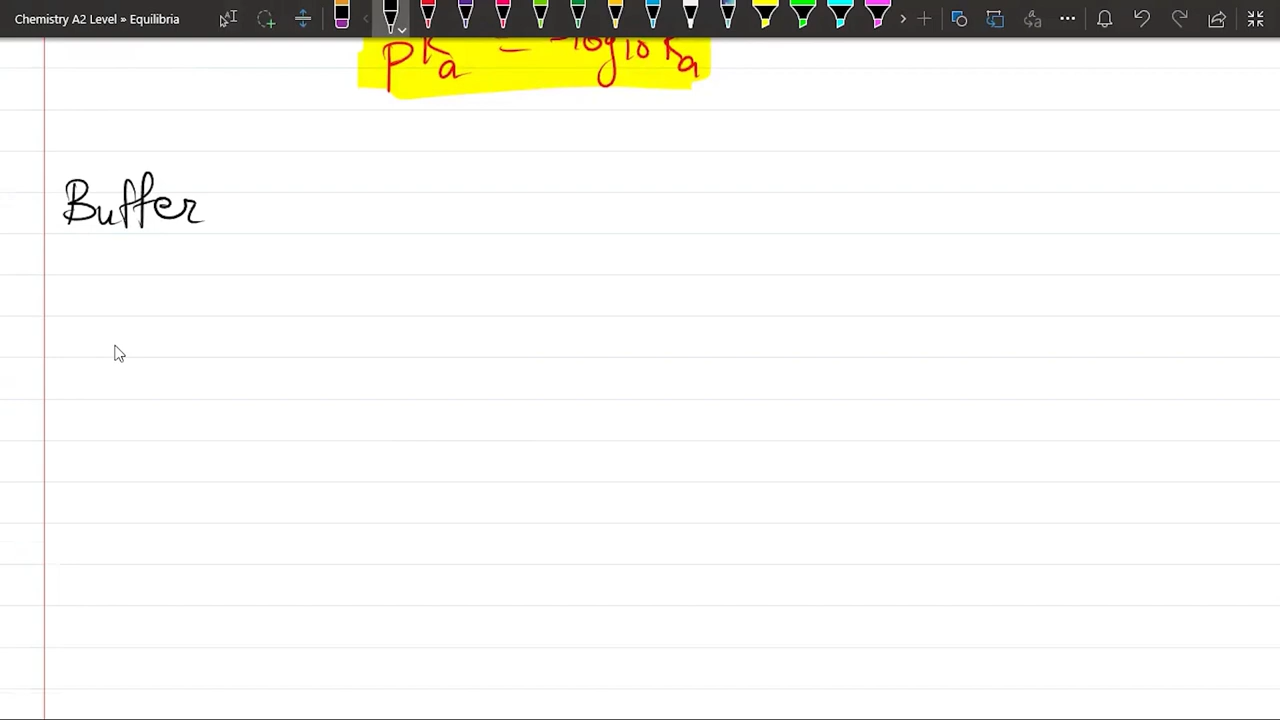 Chemistry A2 Level » Equilibria
pKa = -log10 Ka
Buffer